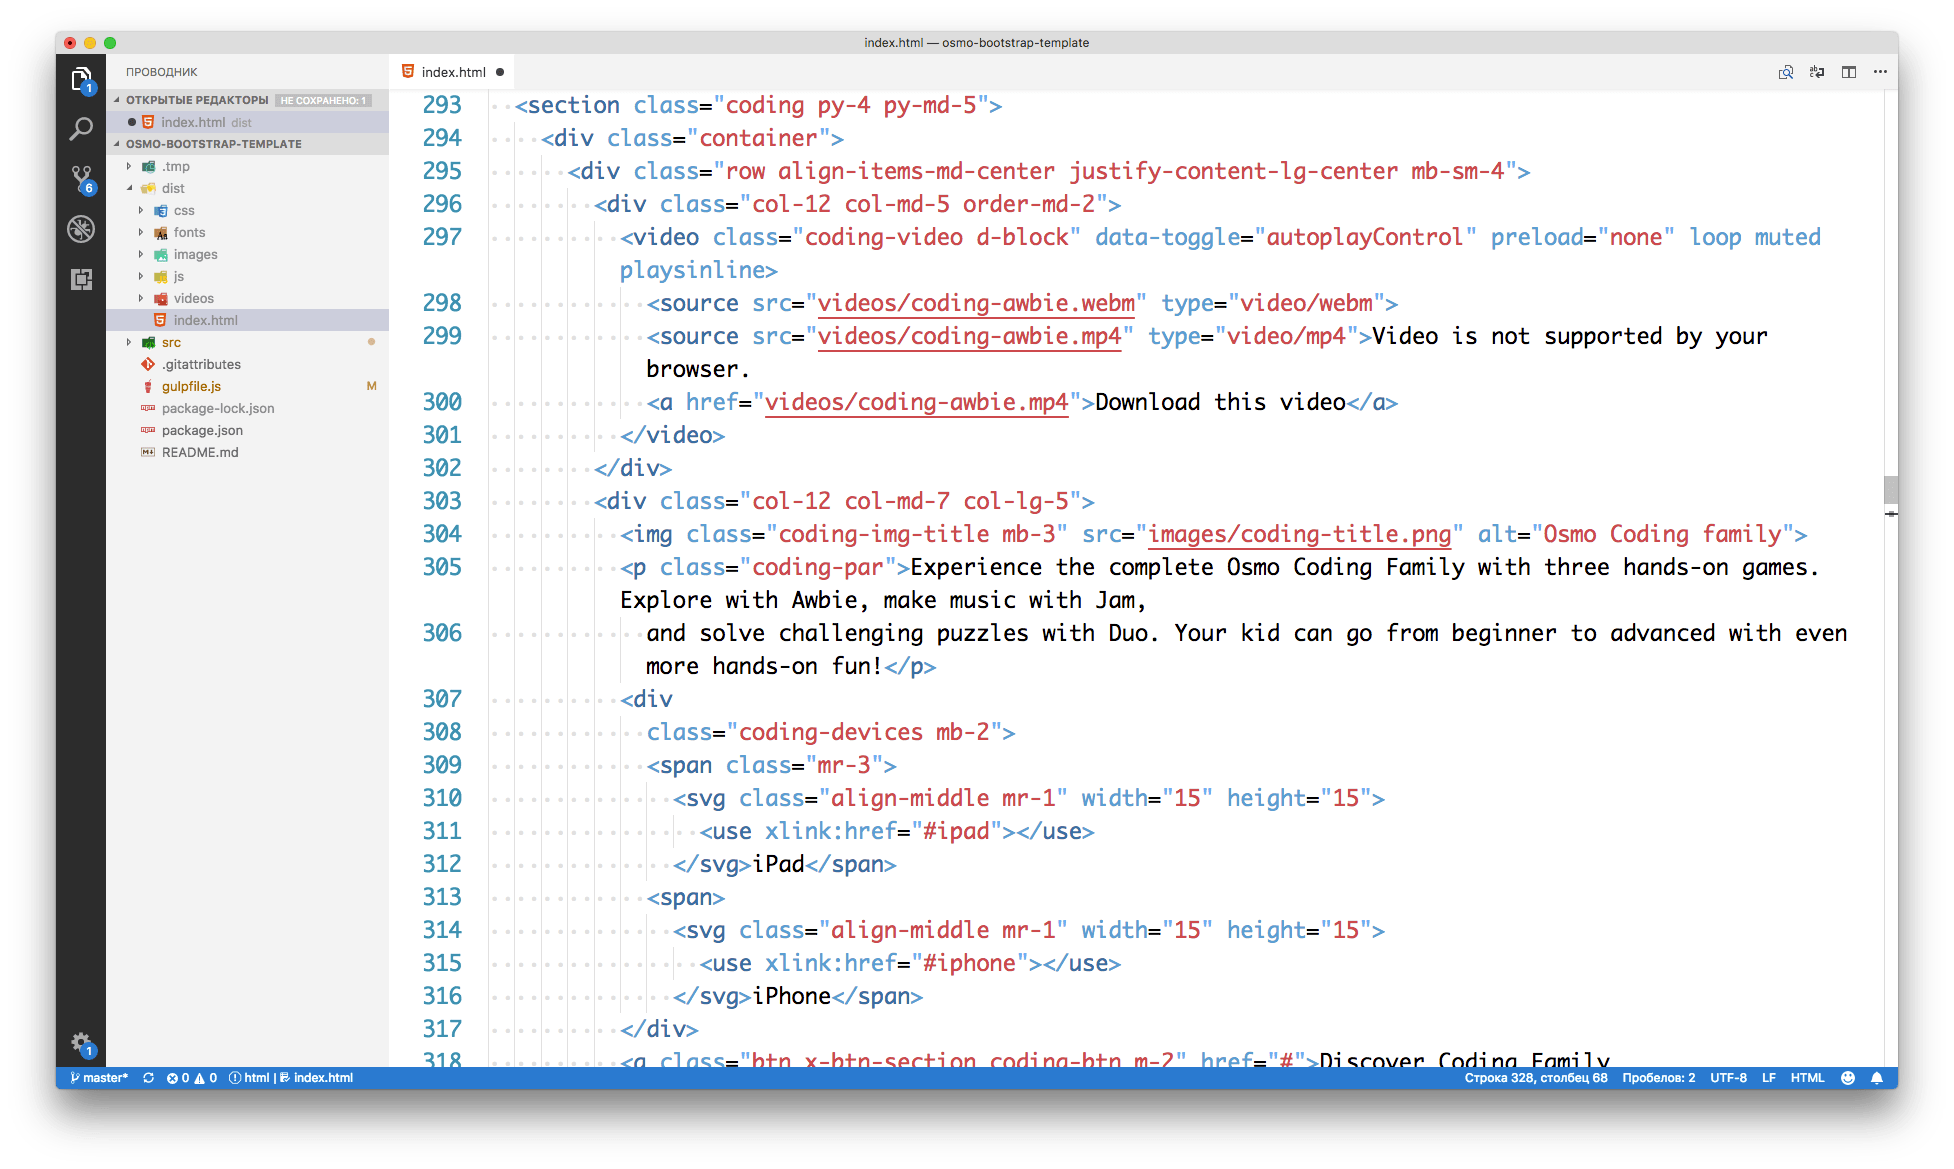 index.html — osmo-bootstrap-template
ПРОВОДНИК
ОТКРЫТЫЕ РЕДАКТОРЫ НЕ СОХРАНЕНО: 1
index.html dist
OSMO-BOOTSTRAP-TEMPLATE
.tmp
dist
css
fonts
images
js
videos
index.html
src
.gitattributes
gulpfile.js M
package-lock.json
package.json
README.md
1
6
1
index.html
293 <section class="coding py-4 py-md-5">
294 <div class="container">
295 <div class="row align-items-md-center justify-content-lg-center mb-sm-4">
296 <div class="col-12 col-md-5 order-md-2">
297 <video class="coding-video d-block" data-toggle="autoplayControl" preload="none" loop muted
playsinline>
298 <source src="videos/coding-awbie.webm" type="video/webm">
299 <source src="videos/coding-awbie.mp4" type="video/mp4">Video is not supported by your
browser.
300 <a href="videos/coding-awbie.mp4">Download this video</a>
301 </video>
302 </div>
303 <div class="col-12 col-md-7 col-lg-5">
304 <img class="coding-img-title mb-3" src="images/coding-title.png" alt="Osmo Coding family">
305 <p class="coding-par">Experience the complete Osmo Coding Family with three hands-on games.
Explore with Awbie, make music with Jam,
306 and solve challenging puzzles with Duo. Your kid can go from beginner to advanced with even
more hands-on fun!</p>
307 <div
308 class="coding-devices mb-2">
309 <span class="mr-3">
310 <svg class="align-middle mr-1" width="15" height="15">
311 <use xlink:href="#ipad"></use>
312 </svg>iPad</span>
313 <span>
314 <svg class="align-middle mr-1" width="15" height="15">
315 <use xlink:href="#iphone"></use>
316 </svg>iPhone</span>
317 </div>
318 <a class="btn x-btn-section coding-btn m-2" href="#">Discover Coding Family
master* 0 0 html | index.html Строка 328, столбец 68 Пробелов: 2 UTF-8 LF HTML